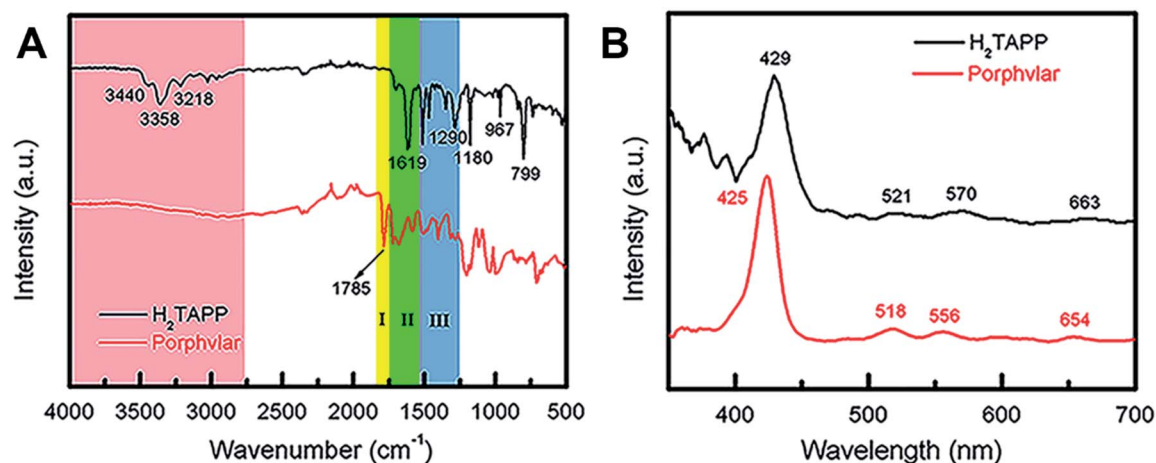 A
Intensity (a.u.)
3440
3358
3218
1619
1290
1180
967
799
1785
I
II
III
H₂TAPP
Porphvlar
4000 3500 3000 2500 2000 1500 1000 500
Wavenumber (cm⁻¹)
B
Intensity (a.u.)
H₂TAPP
Porphvlar
429
521
570
663
425
518
556
654
400 500 600 700
Wavelength (nm)